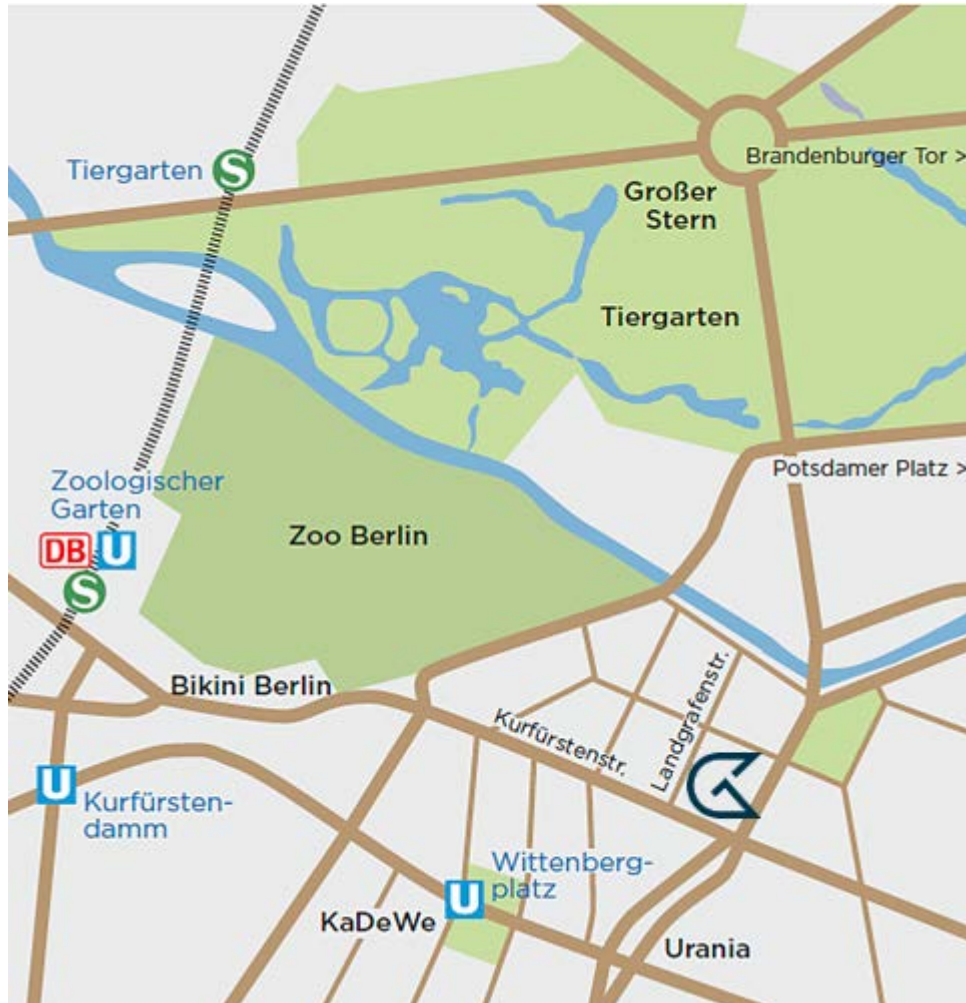 Tiergarten
S
Brandenburger Tor >
Großer
Stern
Tiergarten
Potsdamer Platz >
Zoologischer
Garten
DB U
S
Zoo Berlin
Bikini Berlin
Kurfürstenstr.
Landgrafenstr.
U
Kurfürsten-
damm
Wittenberg-
platz
U
KaDeWe
Urania